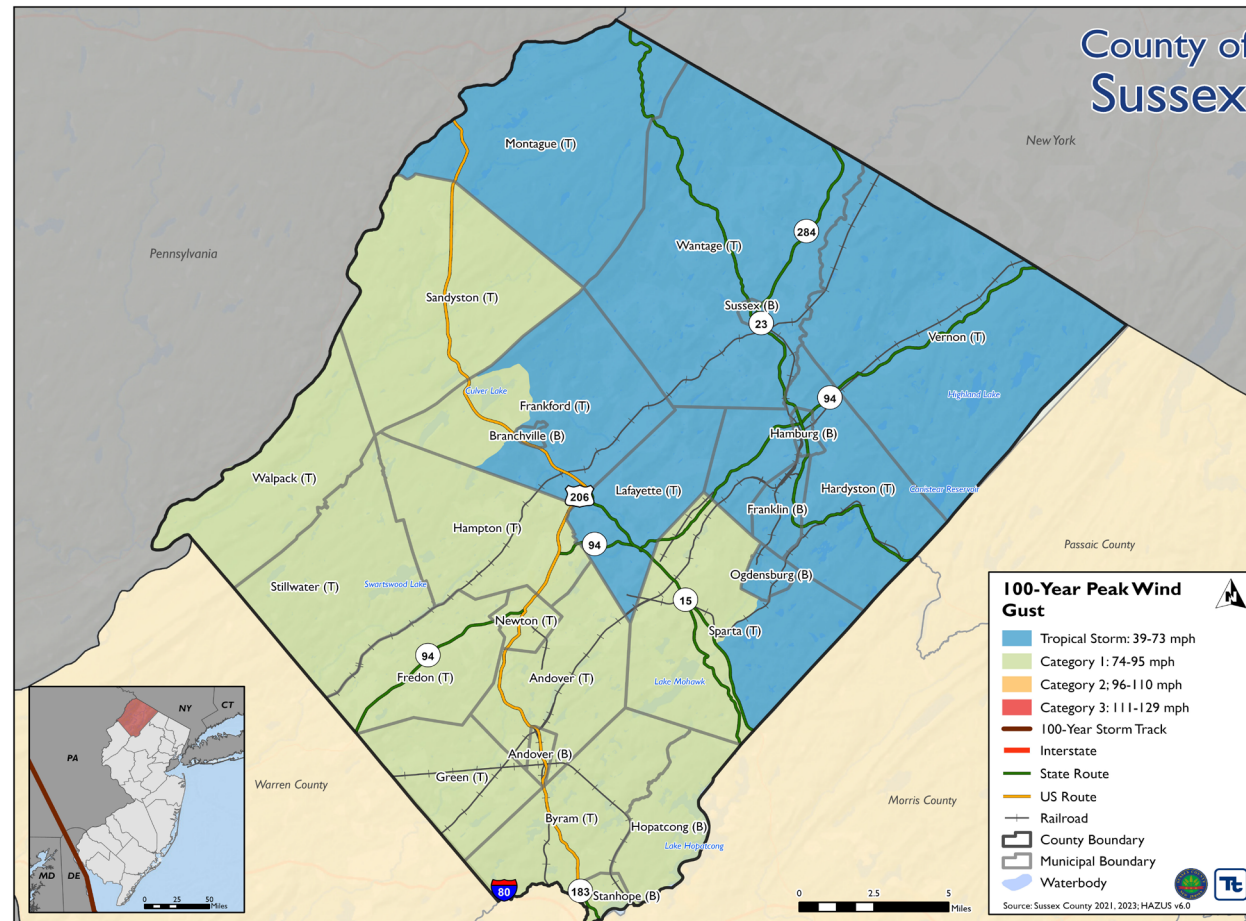 County of
Sussex
New York
Pennsylvania
Montague (T)
284
Wantage (T)
Sandyston (T)
Sussex (B)
23
Vernon (T)
Culver Lake
94
Highland Lake
Frankford (T)
Branchville (B)
Hamburg (B)
Walpack (T)
206
Lafayette (T)
Hardyston (T)
Canistear Reservoir
Franklin (B)
Hampton (T)
94
Passaic County
Stillwater (T)
Swartswood Lake
Ogdensburg (B)
15
Newton (T)
Sparta (T)
94
Fredon (T)
Andover (T)
Lake Mohawk
Andover (B)
Green (T)
Warren County
Morris County
Byram (T)
Hopatcong (B)
Lake Hopatcong
80
183
Stanhope (B)
NY
CT
PA
MD
DE
0 25 50
Miles
0 2.5 5
Miles
100-Year Peak Wind
Gust
N
Tropical Storm: 39-73 mph
Category 1: 74-95 mph
Category 2; 96-110 mph
Category 3: 111-129 mph
100-Year Storm Track
Interstate
State Route
US Route
Railroad
County Boundary
Municipal Boundary
Waterbody
Tt
Source: Sussex County 2021, 2023; HAZUS v6.0